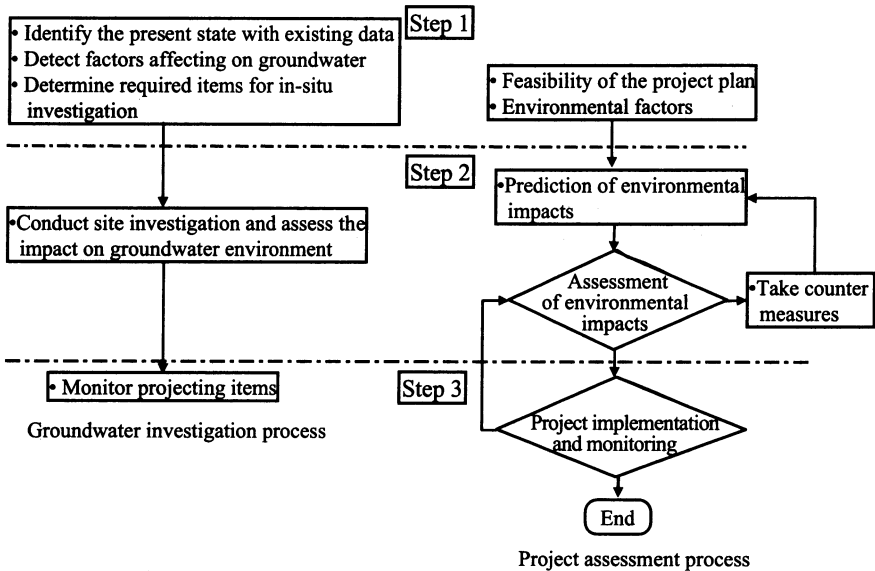 Step 1
• Identify the present state with existing data
• Detect factors affecting on groundwater
• Determine required items for in-situ
investigation
• Feasibility of the project plan
• Environmental factors
Step 2
• Prediction of environmental
impacts
• Conduct site investigation and assess the
impact on groundwater environment
Assessment
of environmental
impacts
• Take counter
measures
Step 3
• Monitor projecting items
Groundwater investigation process
Project implementation
and monitoring
End
Project assessment process